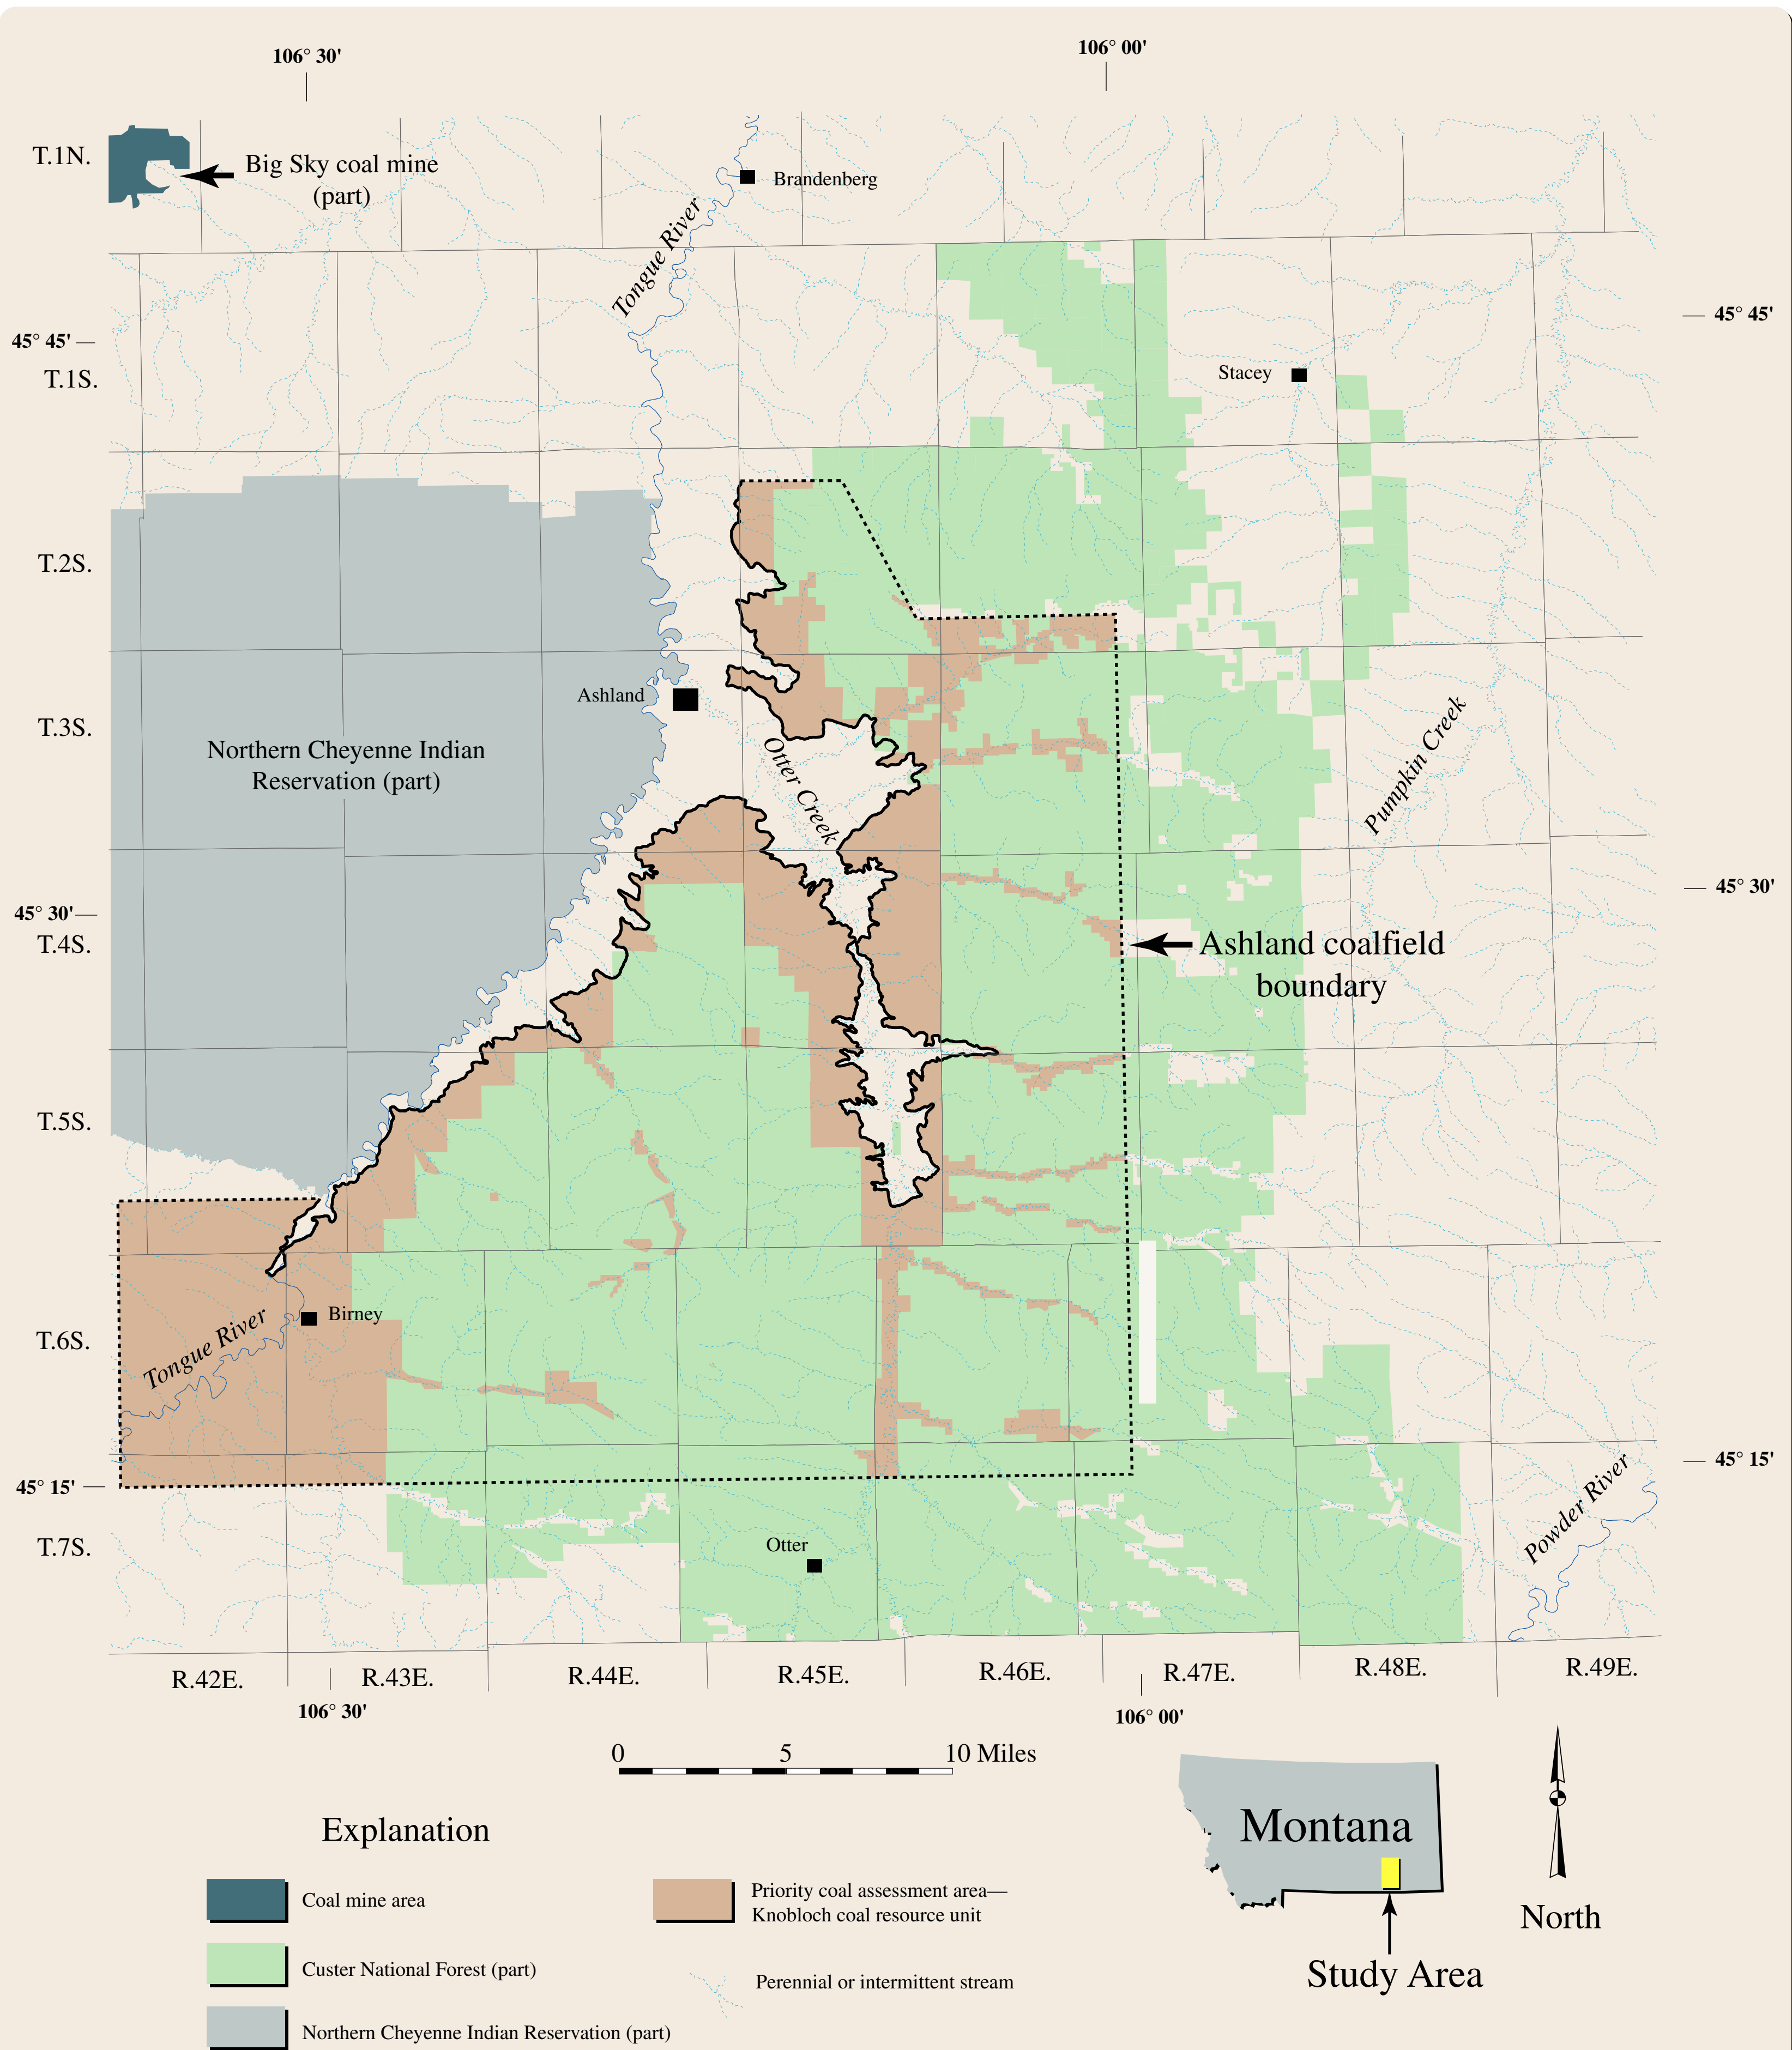 106° 30'
106° 00'
T.1N.
Big Sky coal mine
(part)
Brandenberg
Tongue River
45° 45'
45° 45'
T.1S.
Stacey
T.2S.
Ashland
T.3S.
Northern Cheyenne Indian
Reservation (part)
Otter Creek
Pumpkin Creek
45° 30'
45° 30'
T.4S.
Ashland coalfield
boundary
T.5S.
Birney
Tongue River
T.6S.
45° 15'
45° 15'
Powder River
T.7S.
Otter
R.42E.
R.43E.
R.44E.
R.45E.
R.46E.
R.47E.
R.48E.
R.49E.
106° 30'
106° 00'
0 5 10 Miles
Explanation
Coal mine area
Custer National Forest (part)
Northern Cheyenne Indian Reservation (part)
Priority coal assessment area—
Knobloch coal resource unit
Perennial or intermittent stream
Montana
Study Area
North